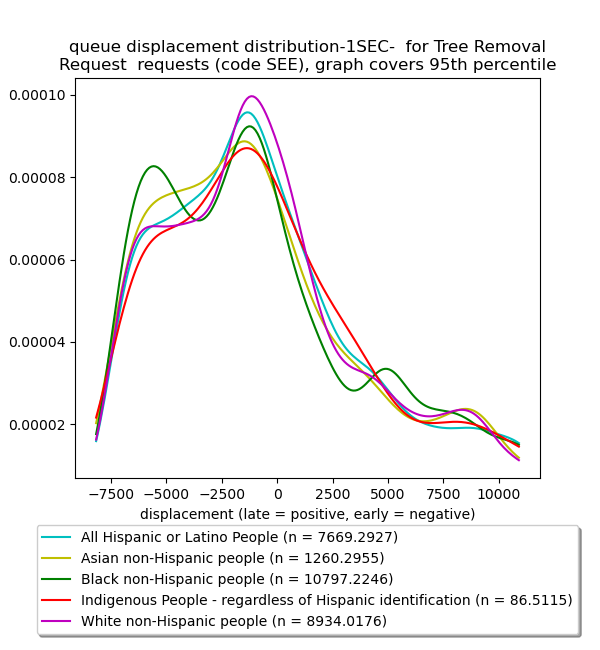 queue displacement distribution-1SEC-  for Tree Removal
Request  requests (code SEE), graph covers 95th percentile
0.00010
0.00008
0.00006
0.00004
0.00002
−7500 −5000 −2500 0 2500 5000 7500 10000
displacement (late = positive, early = negative)
All Hispanic or Latino People (n = 7669.2927)
Asian non-Hispanic people (n = 1260.2955)
Black non-Hispanic people (n = 10797.2246)
Indigenous People - regardless of Hispanic identification (n = 86.5115)
White non-Hispanic people (n = 8934.0176)